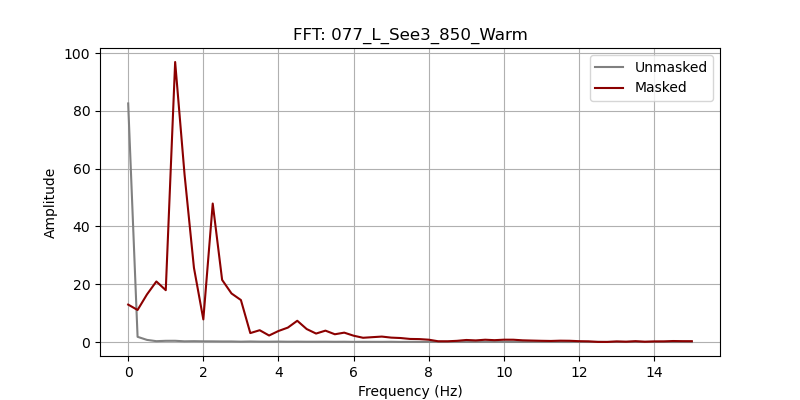 FFT: 077_L_See3_850_Warm
100
80
60
40
20
0
Amplitude
Unmasked
Masked
0 2 4 6 8 10 12 14
Frequency (Hz)